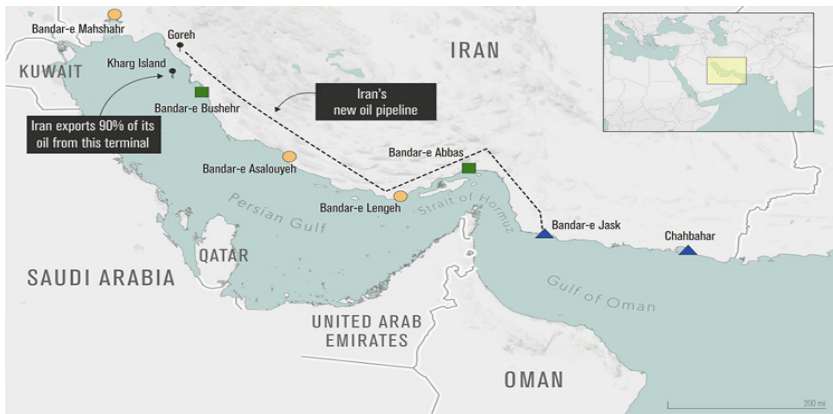 Bandar-e Mahshahr
Goreh
IRAN
KUWAIT
Kharg Island
Iran's
new oil pipeline
Bandar-e Bushehr
Iran exports 90% of its
oil from this terminal
Bandar-e Abbas
Bandar-e Asalouyeh
Persian Gulf
Bandar-e Lengeh
Strait of Hormuz
Bandar-e Jask
Chahbahar
QATAR
SAUDI ARABIA
Gulf of Oman
UNITED ARAB
EMIRATES
OMAN
200 mi